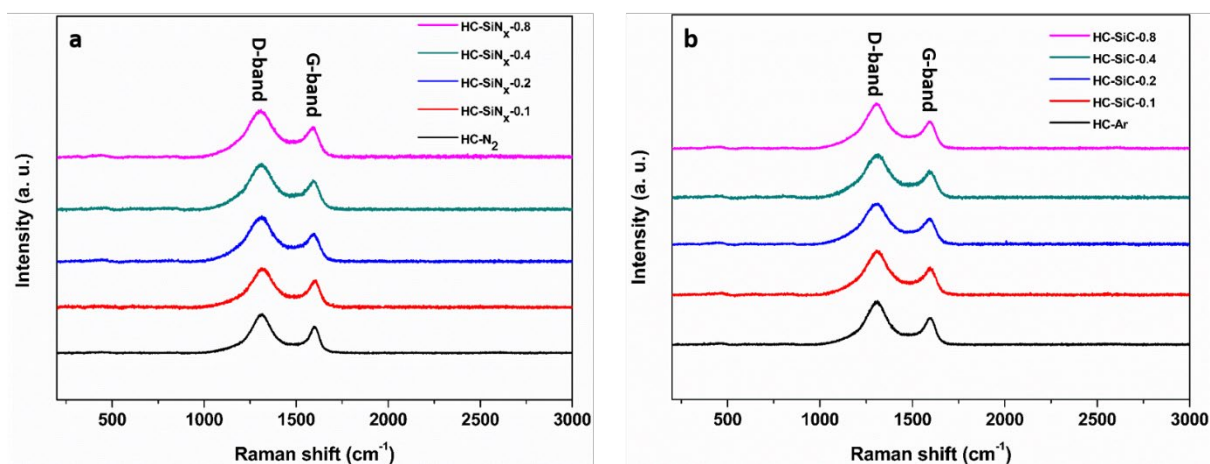 a
D-band
G-band
HC-SiNₓ-0.8
HC-SiNₓ-0.4
HC-SiNₓ-0.2
HC-SiNₓ-0.1
HC-N₂
Intensity (a. u.)
500 1000 1500 2000 2500 3000
Raman shift (cm⁻¹)
b
D-band
G-band
HC-SiC-0.8
HC-SiC-0.4
HC-SiC-0.2
HC-SiC-0.1
HC-Ar
Intensity (a. u.)
500 1000 1500 2000 2500 3000
Raman shift (cm⁻¹)